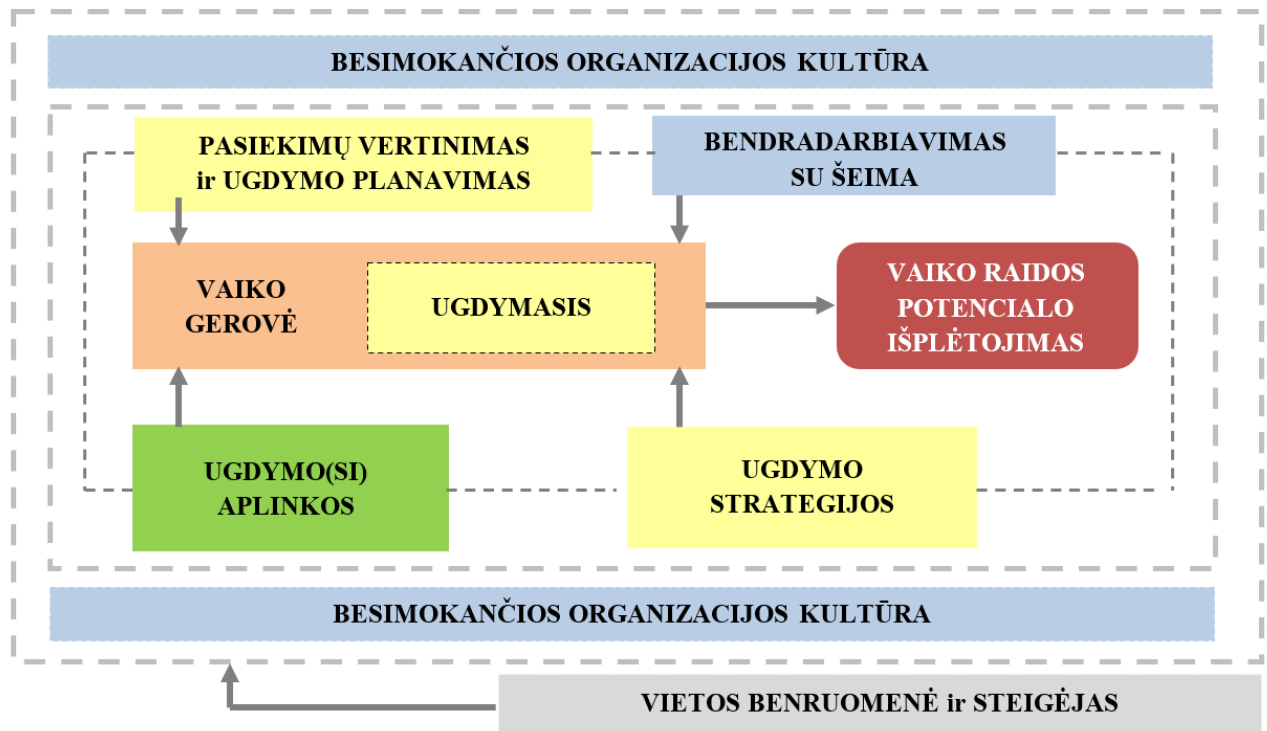 BESIMOKANČIOS ORGANIZACIJOS KULTŪRA
PASIEKIMŲ VERTINIMAS
ir UGDYMO PLANAVIMAS
BENDRADARBIAVIMAS
SU ŠEIMA
VAIKO
GEROVĖ
UGDYMASIS
VAIKO RAIDOS
POTENCIALO
IŠPLĖTOJIMAS
UGDYMO(SI)
APLINKOS
UGDYMO
STRATEGIJOS
BESIMOKANČIOS ORGANIZACIJOS KULTŪRA
VIETOS BENRUOMENĖ ir STEIGĖJAS